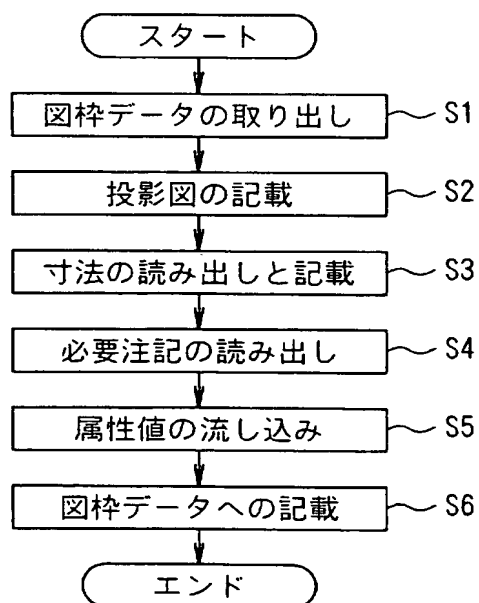 スタート
図枠データの取り出し S1
投影図の記載 S2
寸法の読み出しと記載 S3
必要注記の読み出し S4
属性値の流し込み S5
図枠データへの記載 S6
エンド